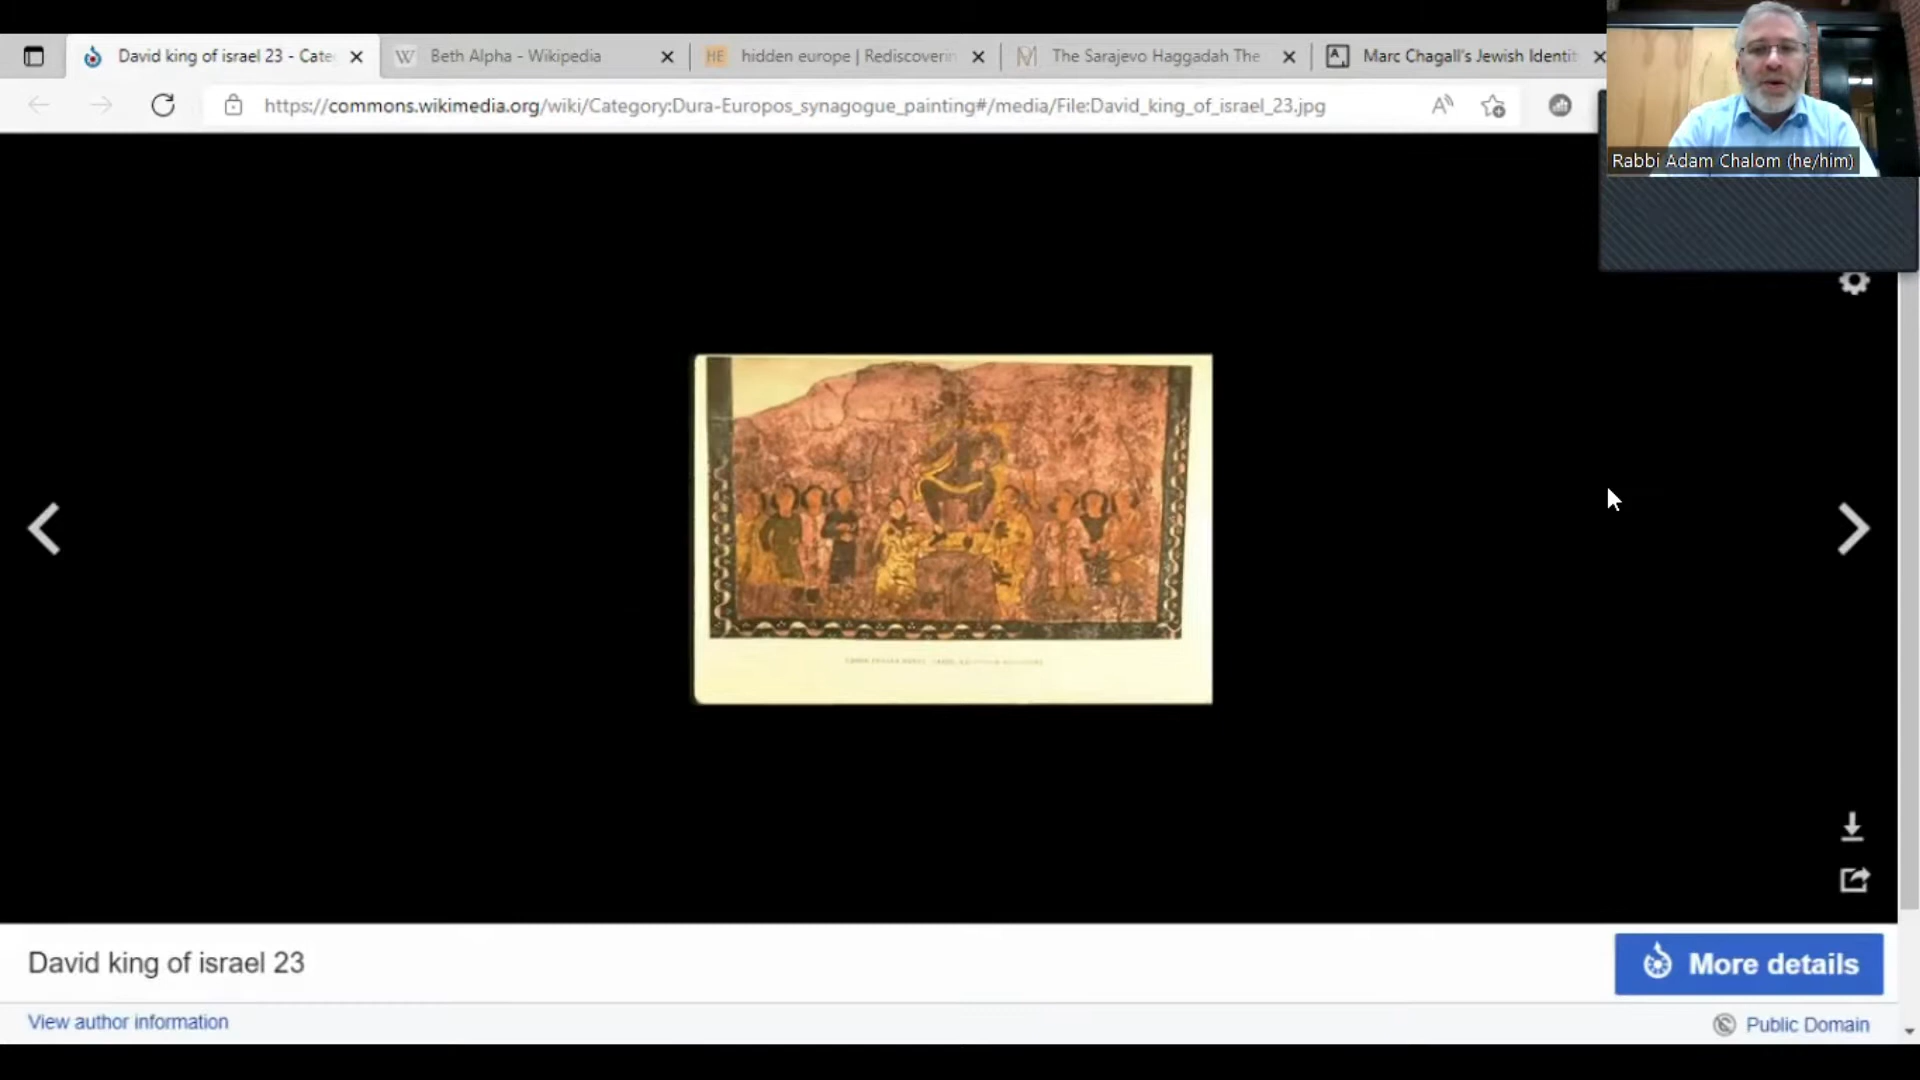 David king of israel 23 - Cate
Beth Alpha - Wikipedia
HE hidden europe | Rediscoverin
The Sarajevo Haggadah The
Marc Chagall's Jewish Identit
https://commons.wikimedia.org/wiki/Category:Dura-Europos_synagogue_painting#/media/File:David_king_of_israel_23.jpg
Rabbi Adam Chalom (he/him)
David king of israel 23
More details
View author information
Public Domain